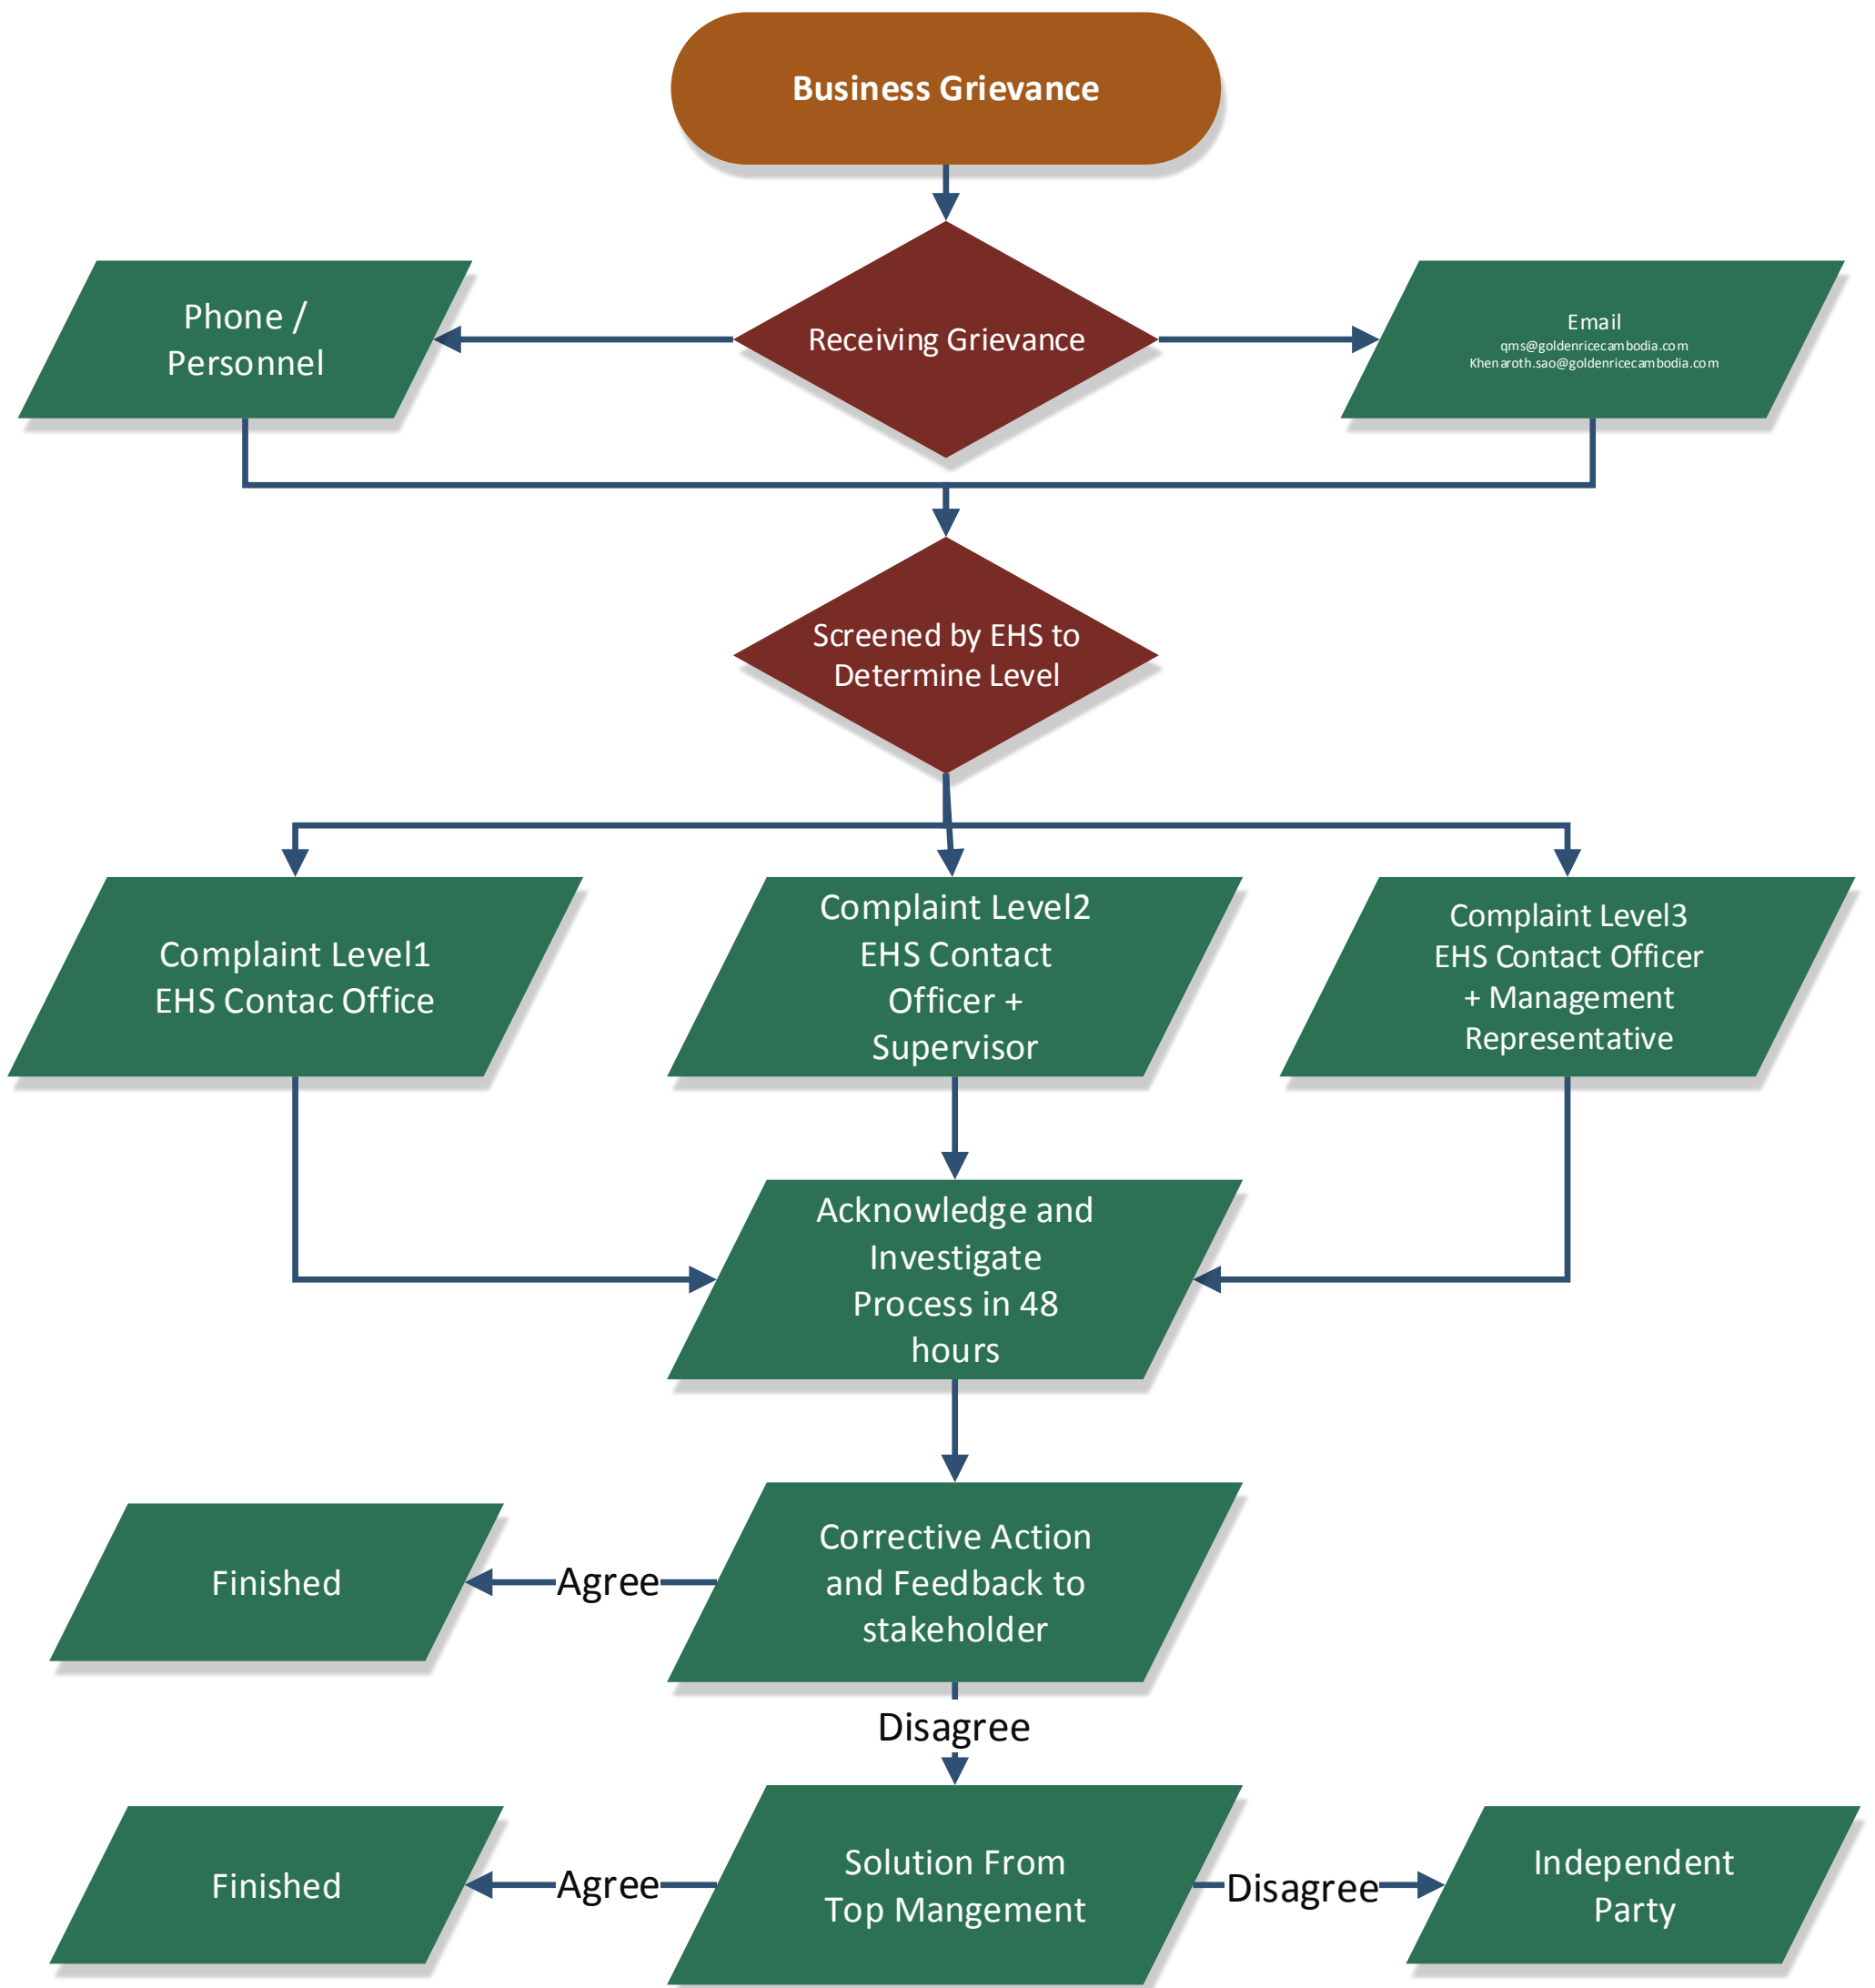 Business Grievance
Phone /
Personnel
Receiving Grievance
Email
qms@goldenricecambodia.com
Khenaroth.sao@goldenricecambodia.com
Screened by EHS to
Determine Level
Complaint Level1
EHS Contac Office
Complaint Level2
EHS Contact
Officer +
Supervisor
Complaint Level3
EHS Contact Officer
+ Management
Representative
Acknowledge and
Investigate
Process in 48
hours
Corrective Action
and Feedback to
stakeholder
Agree
Finished
Disagree
Solution From
Top Mangement
Agree
Finished
Disagree
Independent
Party